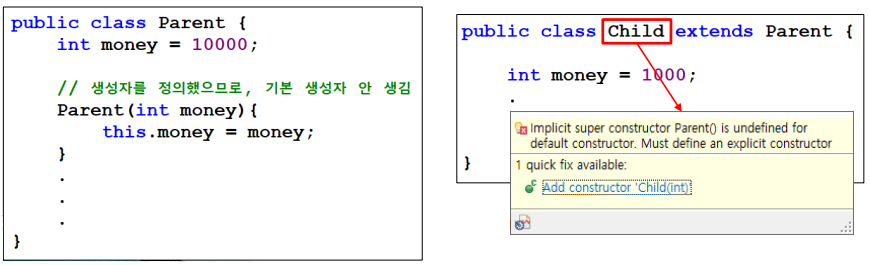 public class Parent {
int money = 10000;
// 생성자를 정의했으므로, 기본 생성자 안 생김
Parent(int money){
this.money = money;
}
.
.
.
}
public class Child extends Parent {
int money = 1000;
.
Implicit super constructor Parent() is undefined for
default constructor. Must define an explicit constructor
1 quick fix available:
Add constructor 'Child(int)'
}